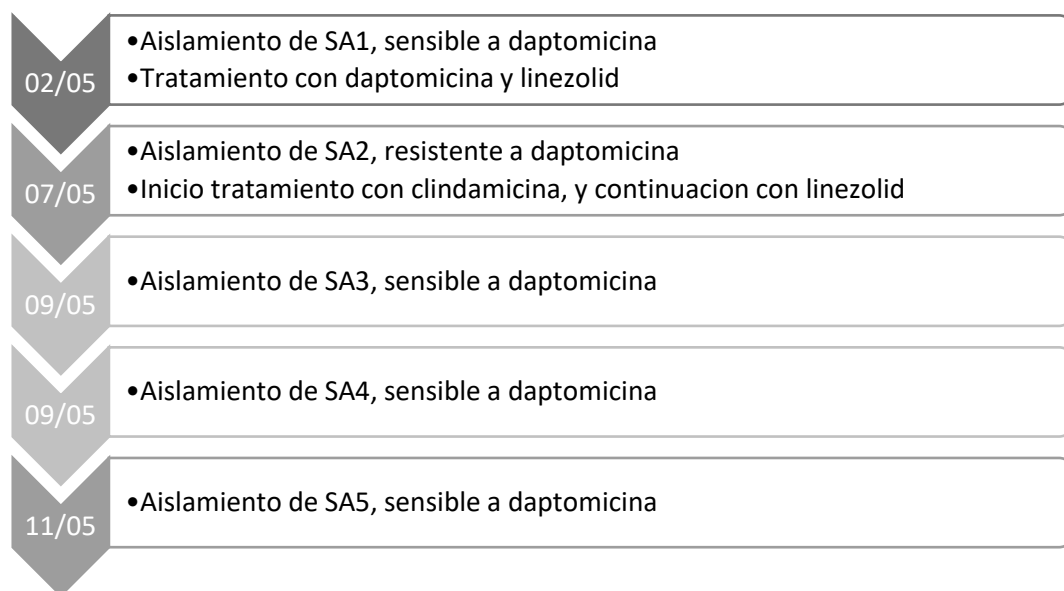 02/05
•Aislamiento de SA1, sensible a daptomicina
•Tratamiento con daptomicina y linezolid
07/05
•Aislamiento de SA2, resistente a daptomicina
•Inicio tratamiento con clindamicina, y continuacion con linezolid
09/05
•Aislamiento de SA3, sensible a daptomicina
09/05
•Aislamiento de SA4, sensible a daptomicina
11/05
•Aislamiento de SA5, sensible a daptomicina